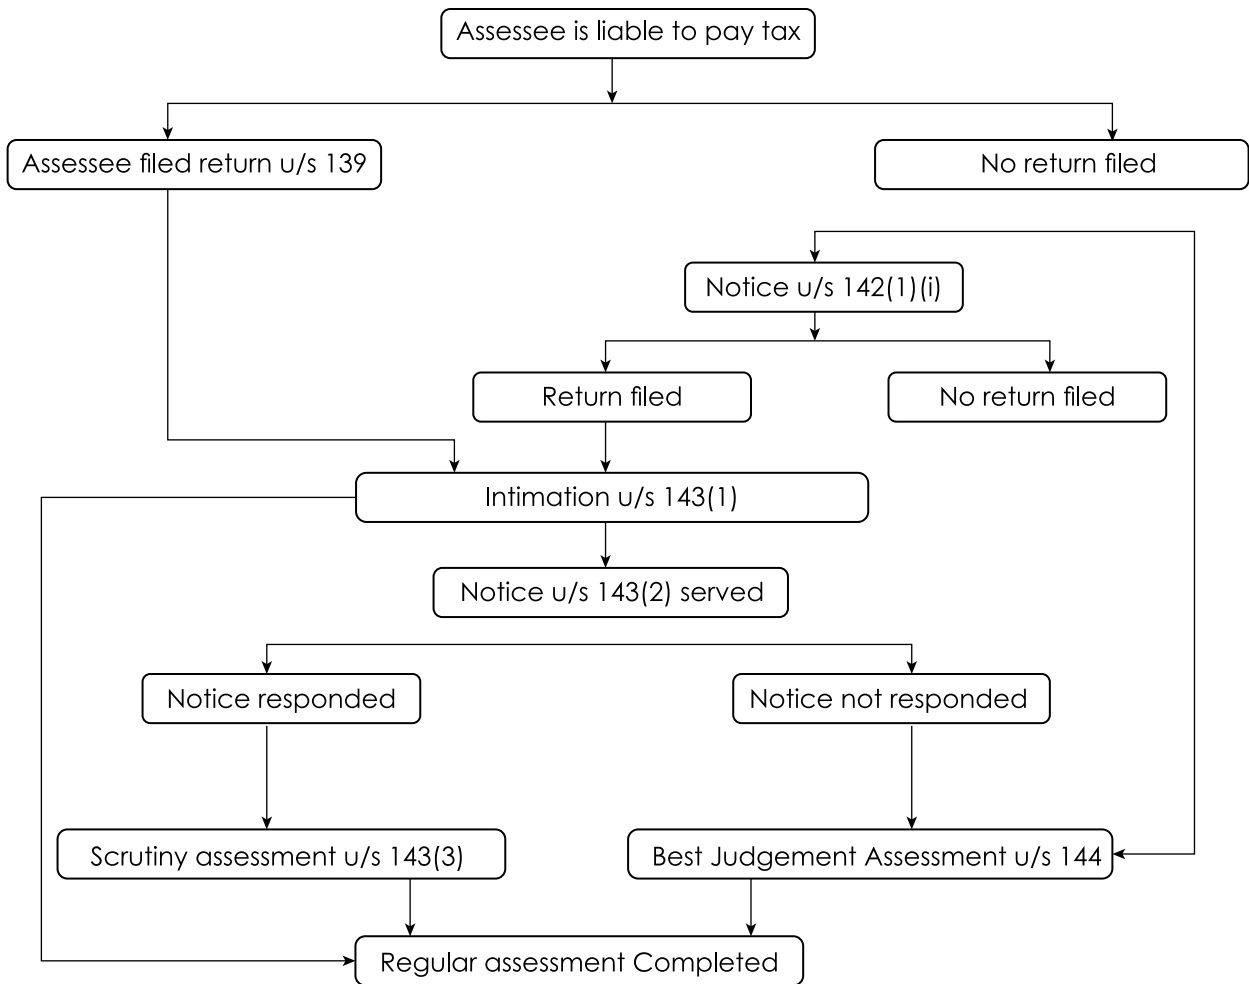 Assessee is liable to pay tax
Assessee filed return u/s 139
No return filed
Notice u/s 142(1)(i)
Return filed
No return filed
Intimation u/s 143(1)
Notice u/s 143(2) served
Notice responded
Notice not responded
Scrutiny assessment u/s 143(3)
Best Judgement Assessment u/s 144
Regular assessment Completed